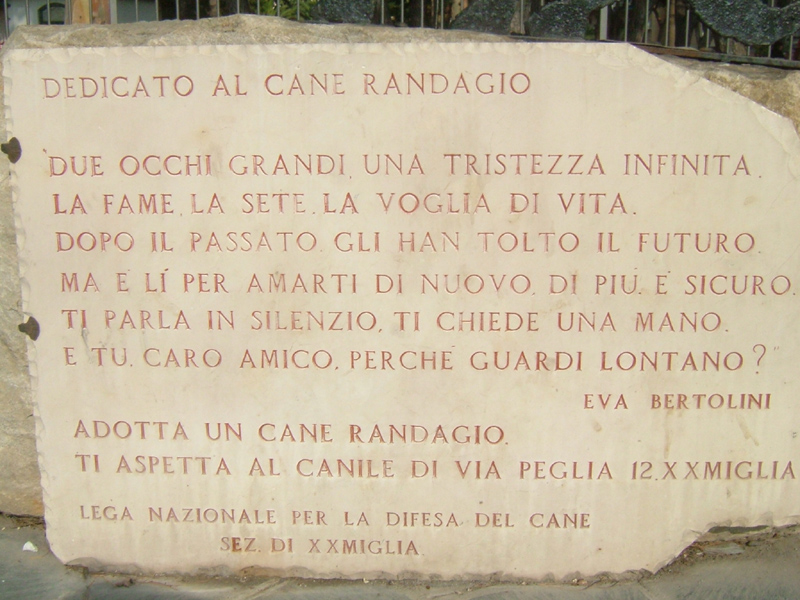 DEDICATO AL CANE RANDAGIO
DUE OCCHI GRANDI, UNA TRISTEZZA INFINITA.
LA FAME, LA SETE, LA VOGLIA DI VITA.
DOPO IL PASSATO, GLI HAN TOLTO IL FUTURO.
MA E' LÍ PER AMARTI DI NUOVO, DI PIU', E' SICURO.
TI PARLA IN SILENZIO, TI CHIEDE UNA MANO.
E TU, CARO AMICO, PERCHE' GUARDI LONTANO?
EVA BERTOLINI
ADOTTA UN CANE RANDAGIO.
TI ASPETTA AL CANILE DI VIA PEGLIA 12.XXMIGLIA
LEGA NAZIONALE PER LA DIFESA DEL CANE
SEZ. DI XXMIGLIA.